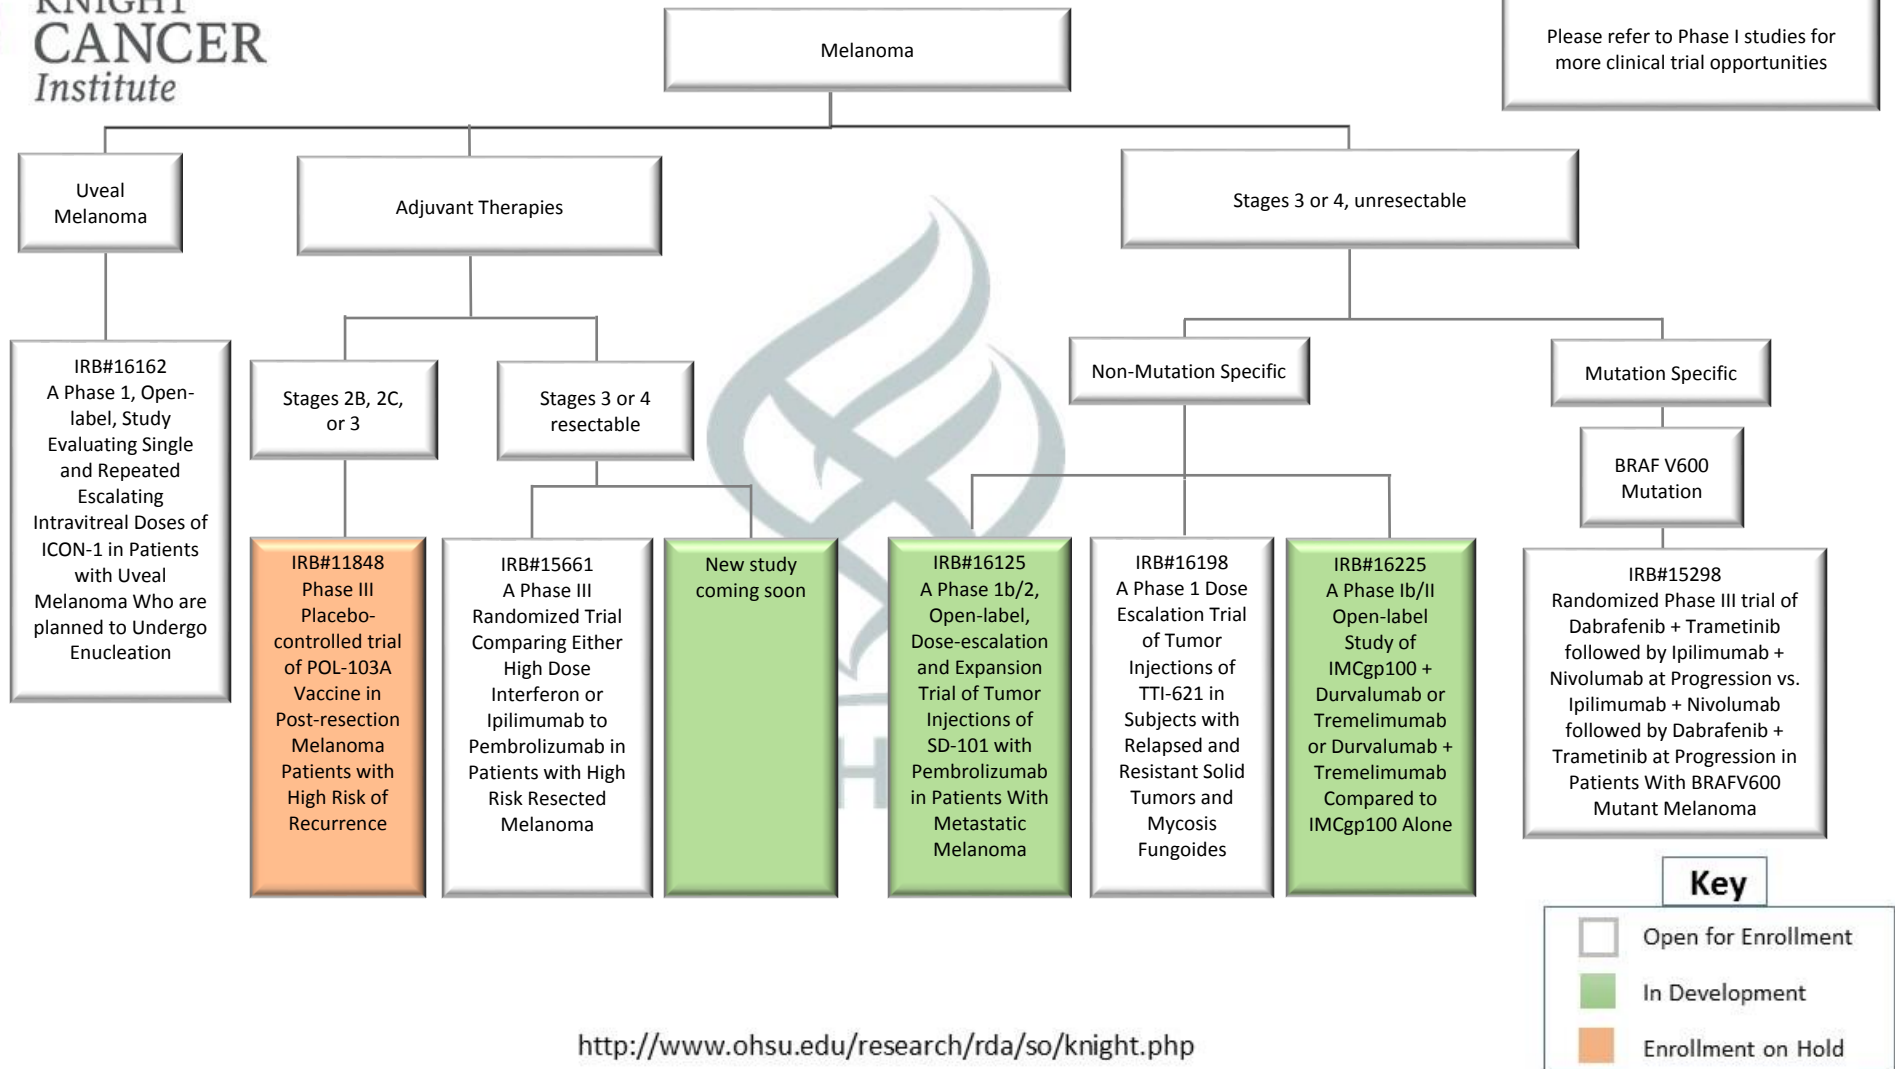 KNIGHT
CANCER
Institute
Melanoma
Please refer to Phase I studies for
more clinical trial opportunities
Uveal
Melanoma
Adjuvant Therapies
Stages 3 or 4, unresectable
IRB#16162
A Phase 1, Open-
label, Study
Evaluating Single
and Repeated
Escalating
Intravitreal Doses of
ICON-1 in Patients
with Uveal
Melanoma Who are
planned to Undergo
Enucleation
Stages 2B, 2C,
or 3
Stages 3 or 4
resectable
Non-Mutation Specific
Mutation Specific
BRAF V600
Mutation
IRB#11848
Phase III
Placebo-
controlled trial
of POL-103A
Vaccine in
Post-resection
Melanoma
Patients with
High Risk of
Recurrence
IRB#15661
A Phase III
Randomized Trial
Comparing Either
High Dose
Interferon or
Ipilimumab to
Pembrolizumab in
Patients with High
Risk Resected
Melanoma
New study
coming soon
IRB#16125
A Phase 1b/2,
Open-label,
Dose-escalation
and Expansion
Trial of Tumor
Injections of
SD-101 with
Pembrolizumab
in Patients With
Metastatic
Melanoma
IRB#16198
A Phase 1 Dose
Escalation Trial
of Tumor
Injections of
TTI-621 in
Subjects with
Relapsed and
Resistant Solid
Tumors and
Mycosis
Fungoides
IRB#16225
A Phase Ib/II
Open-label
Study of
IMCgp100 +
Durvalumab or
Tremelimumab
or Durvalumab +
Tremelimumab
Compared to
IMCgp100 Alone
IRB#15298
Randomized Phase III trial of
Dabrafenib + Trametinib
followed by Ipilimumab +
Nivolumab at Progression vs.
Ipilimumab + Nivolumab
followed by Dabrafenib +
Trametinib at Progression in
Patients With BRAFV600
Mutant Melanoma
Key
Open for Enrollment
In Development
Enrollment on Hold
http://www.ohsu.edu/research/rda/so/knight.php